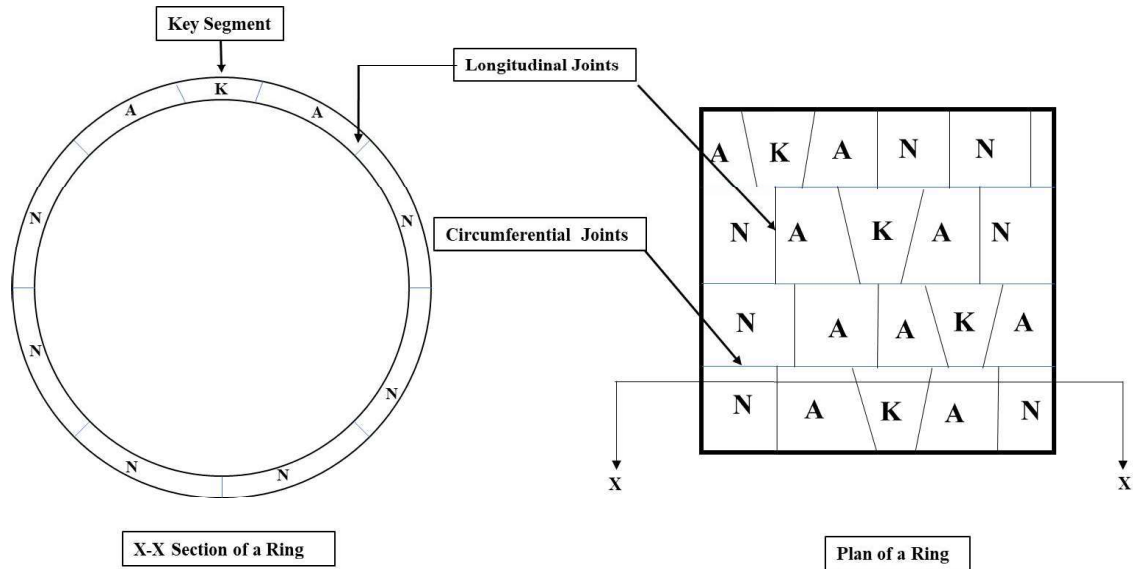 Key Segment
Longitudinal Joints
Circumferential Joints
K
A
A
N
N
N
N
N
N
A K A N N
N A K A N
N A A K A
N A K A N
X
X
X-X Section of a Ring
Plan of a Ring